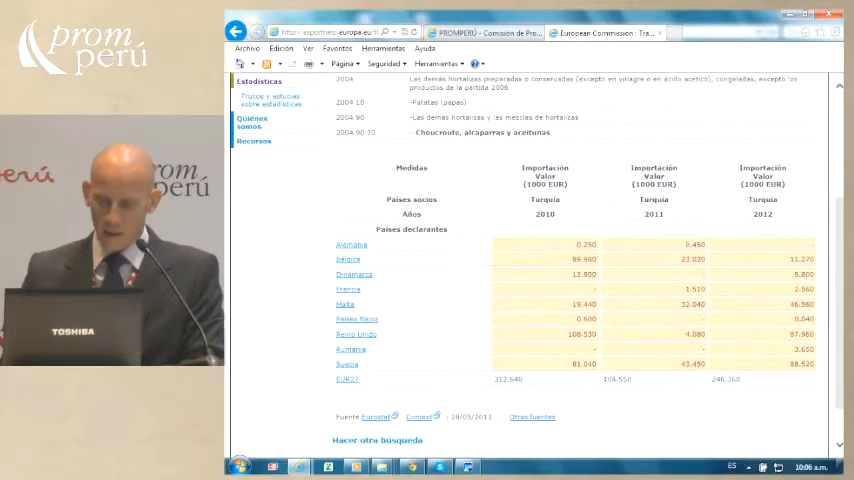 prom
perú
PROMPERÚ - Comisión de Pro...
European Commission : Tra...
Archivo Edición Ver Favoritos Herramientas Ayuda
Página Seguridad Herramientas
Estadísticas
Trucos y astucias
sobre estadísticas
Quiénes
somos
Recursos
2004 Las demás hortalizas preparadas o conservadas (excepto en vinagre o en ácido acético), congeladas, excepto los
productos de la partida 2006
2004 10 -Patatas (papas)
2004 90 -Las demas hortalizas y las mezclas de hortalizas
2004 90 30 --Choucroute, alcaparras y aceitunas
Medidas Importación Importación Importación
Valor Valor Valor
(1000 EUR) (1000 EUR) (1000 EUR)
Países socios Turquía Turquía Turquía
Años 2010 2011 2012
Países declarantes
Alemania 0.250 0.450 -
Bélgica 89.980 23.020 11.270
Dinamarca 12.800 - 5.800
Francia - 1.510 2.560
Malta 19.440 32.040 46.560
Países Bajos 0.600 - 0.040
Reino Unido 108.530 4.080 87.960
Rumania - - 3.650
Suecia 81.040 43.450 88.520
EUR27 312.640 104.550 246.360
Fuente Eurostat Comext : 28/05/2013 Otras fuentes
Hacer otra búsqueda
ES 10:06 a.m.
perú
rom
perú
TOSHIBA